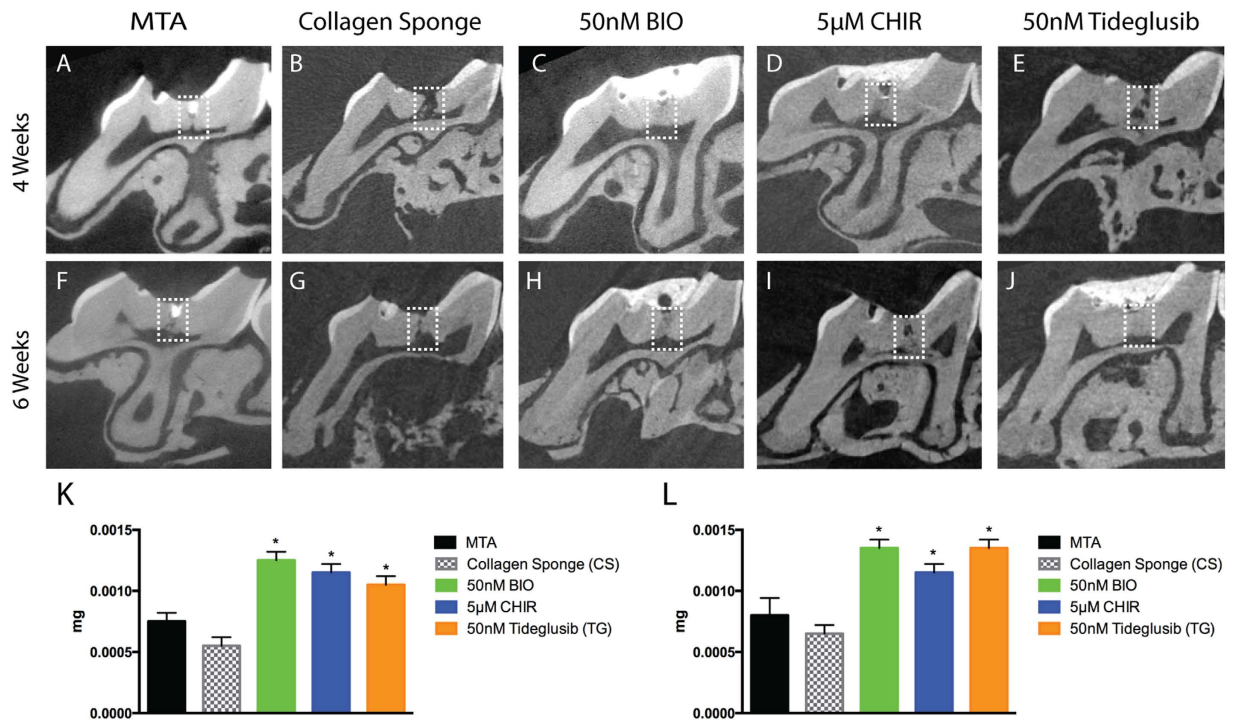 MTA Collagen Sponge 50nM BIO 5µM CHIR 50nM Tideglusib
4 Weeks
A B C D E
6 Weeks
F G H I J
K
0.0015
0.0010
0.0005
0.0000
mg
* * *
MTA
Collagen Sponge (CS)
50nM BIO
5µM CHIR
50nM Tideglusib (TG)
L
0.0015
0.0010
0.0005
0.0000
mg
* * *
MTA
Collagen Sponge (CS)
50nM BIO
5µM CHIR
50nM Tideglusib (TG)